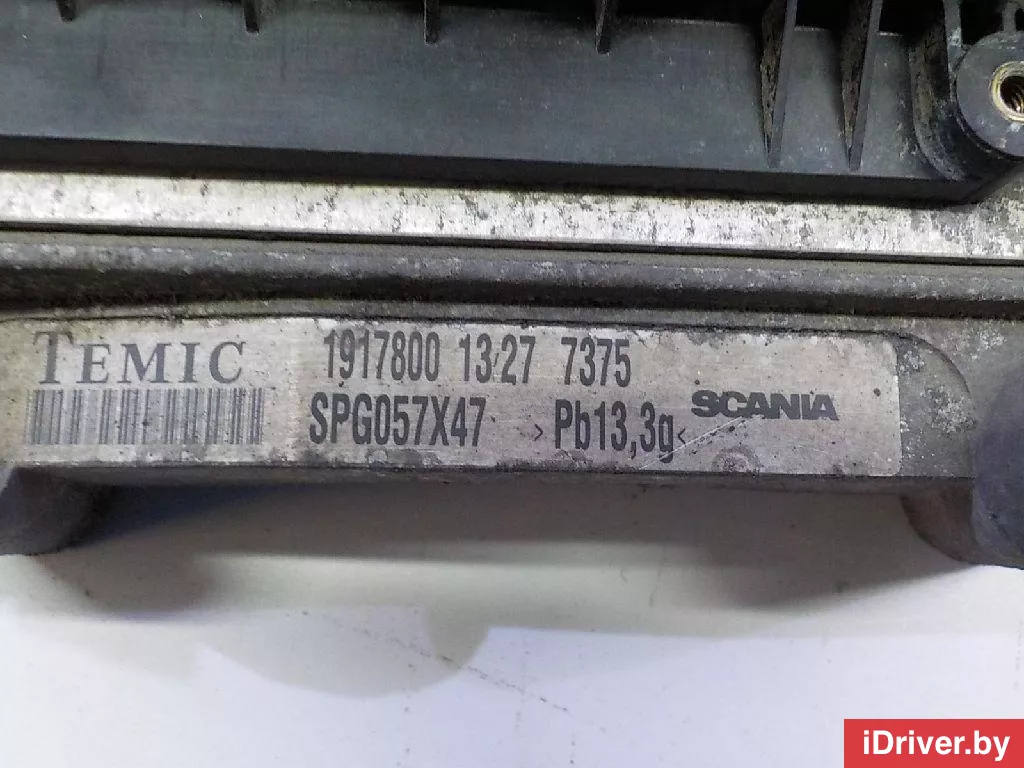 TEMIC 1917800 13/27 7375
SPG057X47 >Pb13,3g< SCANIA
iDriver.by